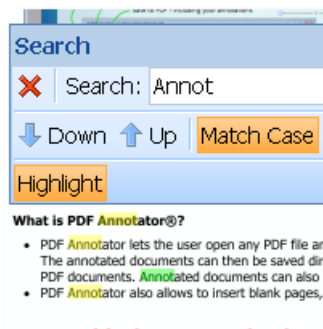 Search
Search: Annot
Down Up Match Case
Highlight
What is PDF Annotator®?
• PDF Annotator lets the user open any PDF file
The annotated documents can then be saved
PDF documents. Annotated documents can also
• PDF Annotator also allows to insert blank pages,